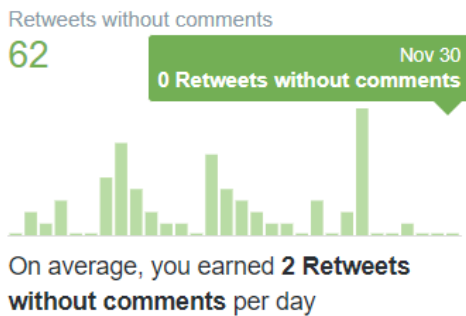 Retweets without comments
62
Nov 30
0 Retweets without comments
On average, you earned 2 Retweets
without comments per day